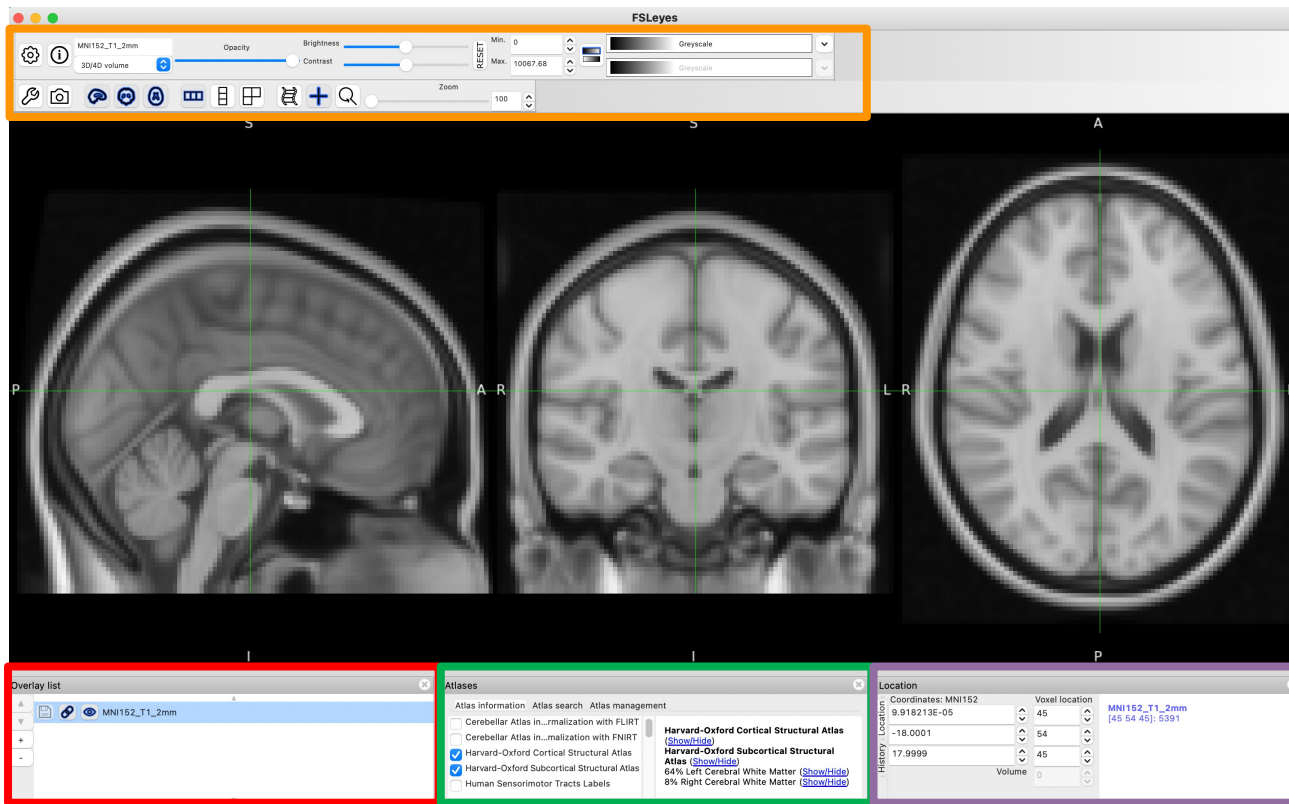 FSLeyes
MNI152_T1_2mm
3D/4D volume
Opacity
Brightness
Contrast
RESET
Min. 0
Max. 10067.68
Greyscale
Greyscale
Zoom
100
S
S
A
P
A
R
L
R
I
I
P
Overlay list
MNI152_T1_2mm
+
-
Atlases
Atlas information Atlas search Atlas management
Cerebellar Atlas in...rmalization with FLIRT
Cerebellar Atlas in...rmalization with FNIRT
Harvard-Oxford Cortical Structural Atlas
Harvard-Oxford Subcortical Structural Atlas
Human Sensorimotor Tracts Labels
Harvard-Oxford Cortical Structural Atlas
(Show/Hide)
Harvard-Oxford Subcortical Structural
Atlas (Show/Hide)
64% Left Cerebral White Matter (Show/Hide)
8% Right Cerebral White Matter (Show/Hide)
Location
History Location
Coordinates: MNI152 Voxel location
9.918213E-05 45
-18.0001 54
17.9999 45
Volume 0
MNI152_T1_2mm
[45 54 45]: 5391